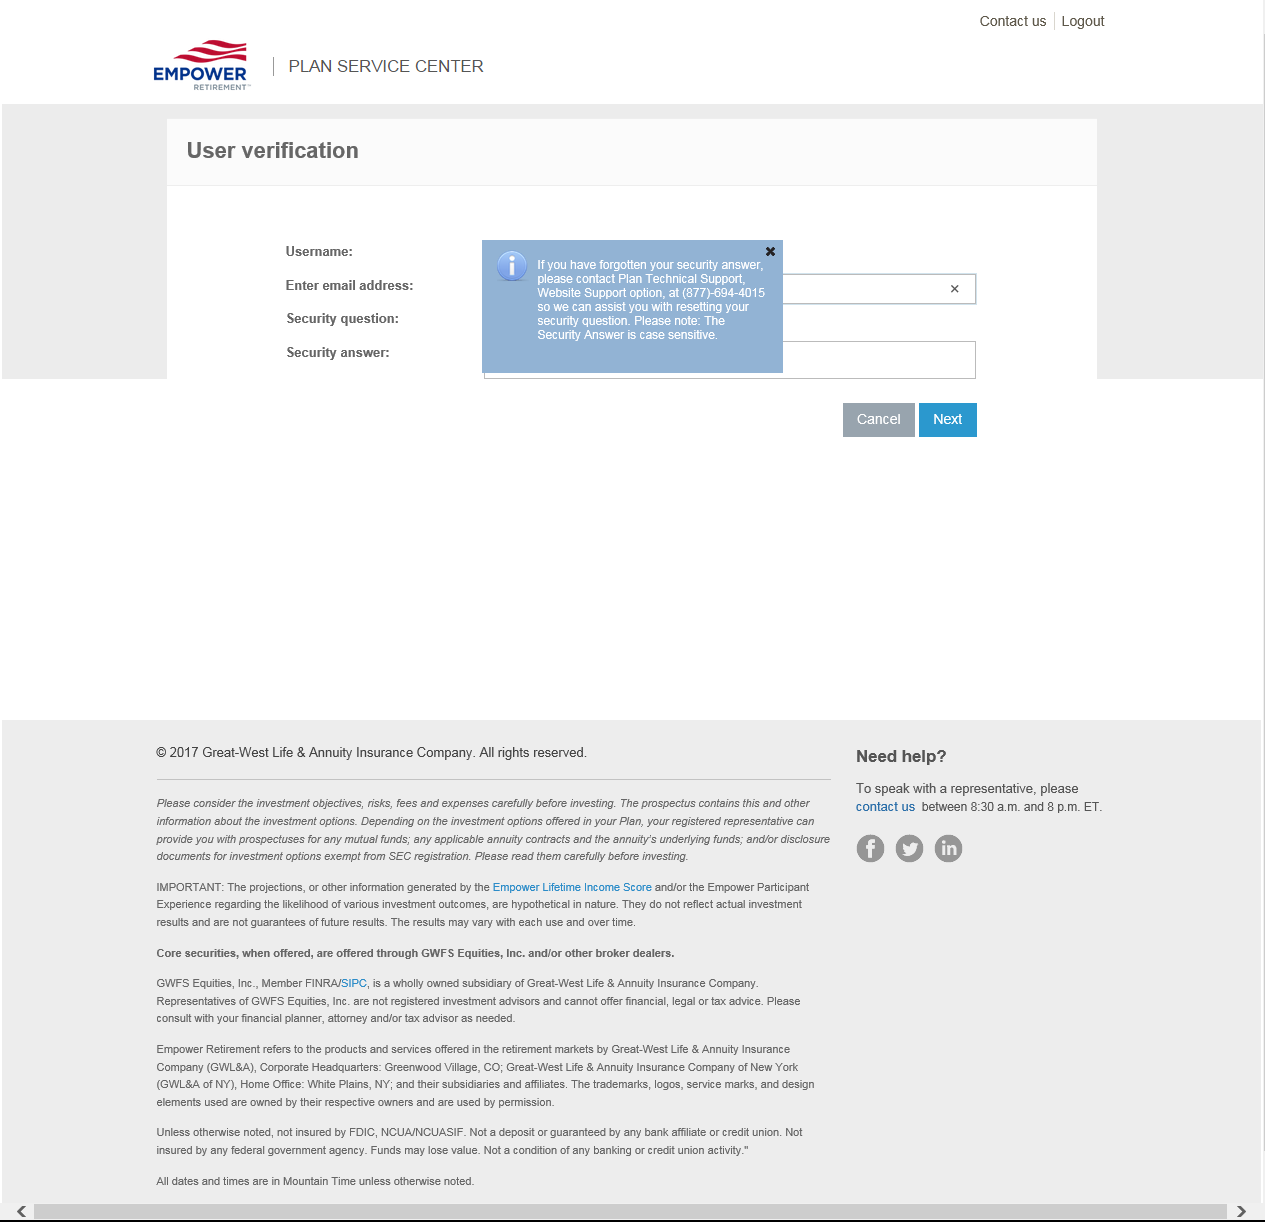 Contact us | Logout
EMPOWER
RETIREMENT™
PLAN SERVICE CENTER
User verification
Username:
Enter email address:
Security question:
Security answer:
If you have forgotten your security answer,
please contact Plan Technical Support,
Website Support option, at (877)-694-4015
so we can assist you with resetting your
security question. Please note: The
Security Answer is case sensitive.
Cancel
Next
© 2017 Great-West Life & Annuity Insurance Company. All rights reserved.
Please consider the investment objectives, risks, fees and expenses carefully before investing. The prospectus contains this and other
information about the investment options. Depending on the investment options offered in your Plan, your registered representative can
provide you with prospectuses for any mutual funds; any applicable annuity contracts and the annuity's underlying funds; and/or disclosure
documents for investment options exempt from SEC registration. Please read them carefully before investing.
IMPORTANT: The projections, or other information generated by the Empower Lifetime Income Score and/or the Empower Participant
Experience regarding the likelihood of various investment outcomes, are hypothetical in nature. They do not reflect actual investment
results and are not guarantees of future results. The results may vary with each use and over time.
Core securities, when offered, are offered through GWFS Equities, Inc. and/or other broker dealers.
GWFS Equities, Inc., Member FINRA/SIPC, is a wholly owned subsidiary of Great-West Life & Annuity Insurance Company.
Representatives of GWFS Equities, Inc. are not registered investment advisors and cannot offer financial, legal or tax advice. Please
consult with your financial planner, attorney and/or tax advisor as needed.
Empower Retirement refers to the products and services offered in the retirement markets by Great-West Life & Annuity Insurance
Company (GWL&A), Corporate Headquarters: Greenwood Village, CO; Great-West Life & Annuity Insurance Company of New York
(GWL&A of NY), Home Office: White Plains, NY; and their subsidiaries and affiliates. The trademarks, logos, service marks, and design
elements used are owned by their respective owners and are used by permission.
Unless otherwise noted, not insured by FDIC, NCUA/NCUASIF. Not a deposit or guaranteed by any bank affiliate or credit union. Not
insured by any federal government agency. Funds may lose value. Not a condition of any banking or credit union activity."
All dates and times are in Mountain Time unless otherwise noted.
Need help?
To speak with a representative, please
contact us between 8:30 a.m. and 8 p.m. ET.